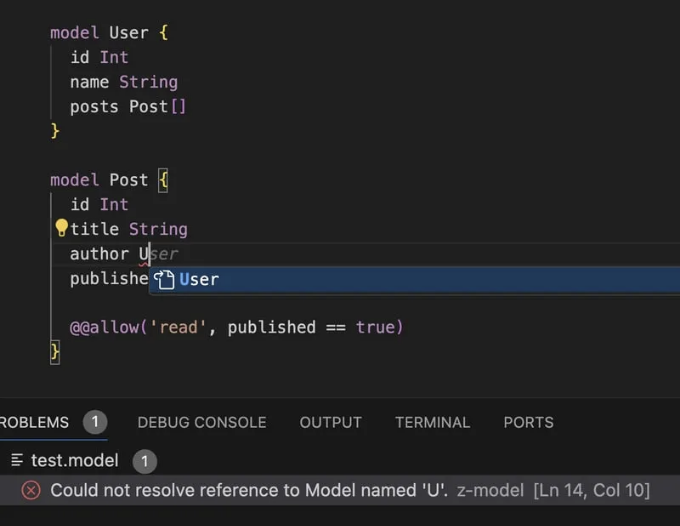 model User {
id Int
name String
posts Post[]
}
model Post {
id Int
title String
author User
publishe
User
@@allow('read', published == true)
}
ROBLEMS 1 DEBUG CONSOLE OUTPUT TERMINAL PORTS
test.model 1
Could not resolve reference to Model named 'U'. z-model [Ln 14, Col 10]